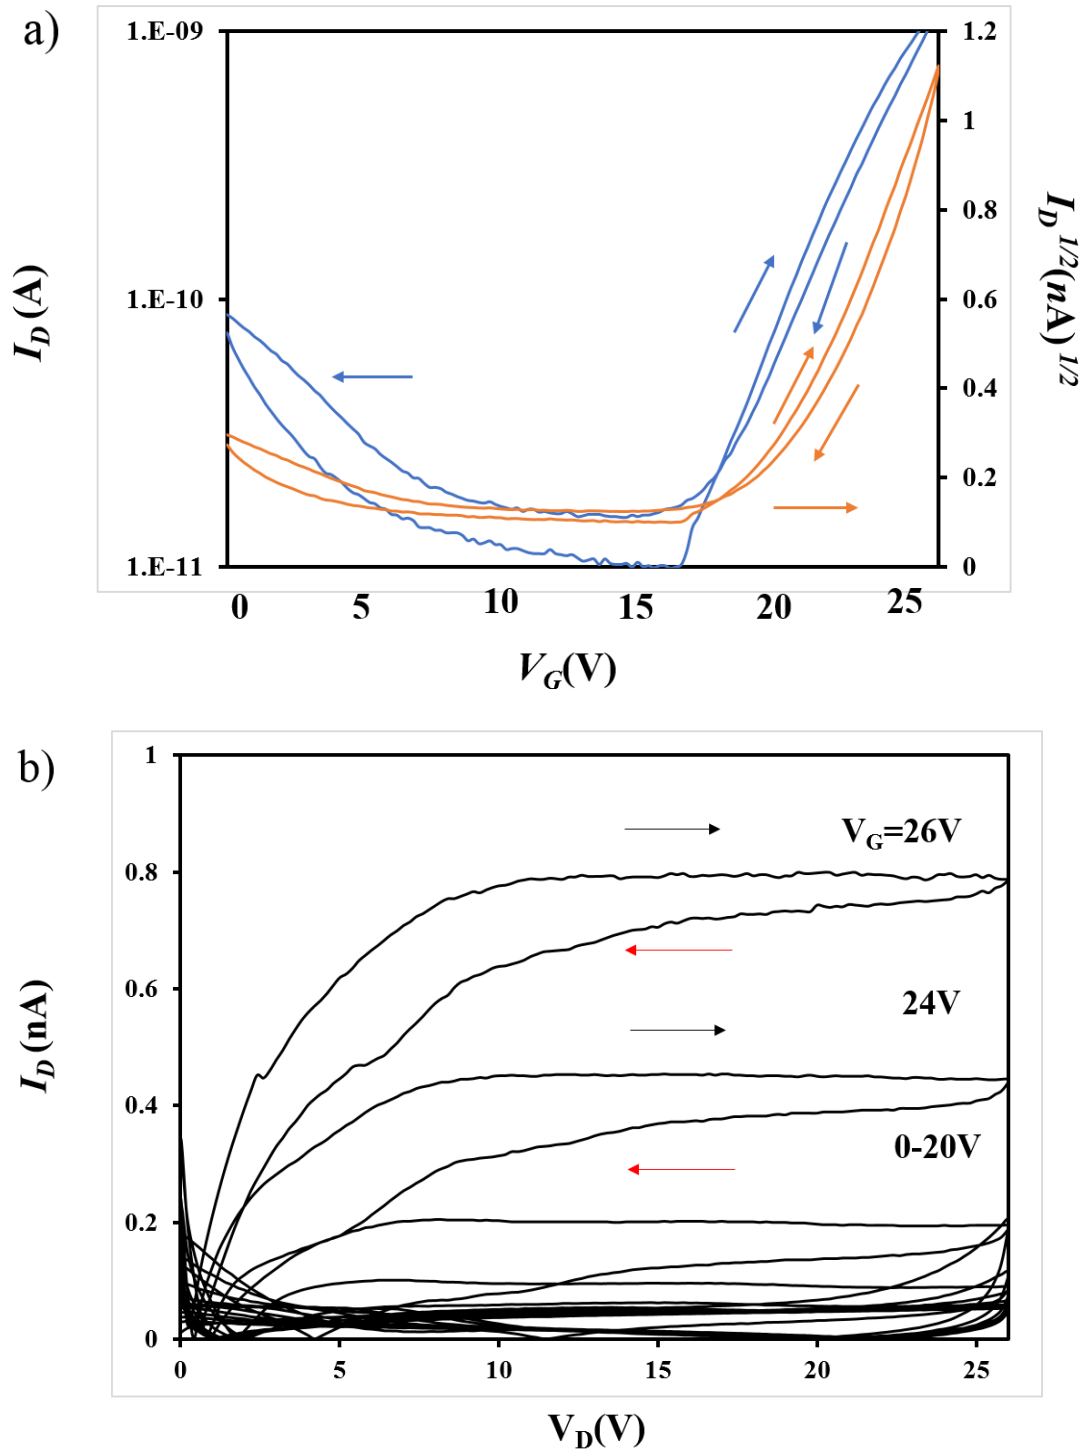 a)
1.E-09
1.E-10
1.E-11
I_D (A)
1.2
1
0.8
0.6
0.4
0.2
0
I_D^1/2(nA)^1/2
0 5 10 15 20 25
V_G(V)
b)
1
0.8
0.6
0.4
0.2
0
I_D (nA)
V_G=26V
24V
0-20V
0 5 10 15 20 25
V_D(V)